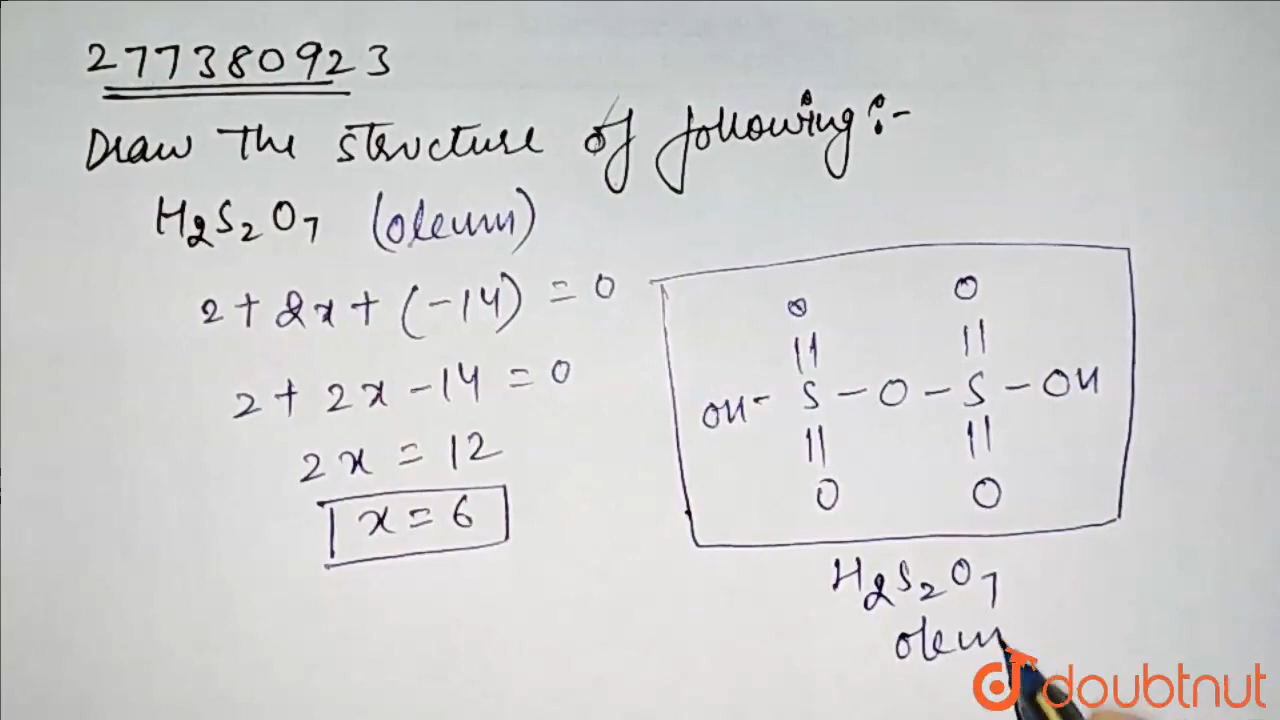 277380923
Draw The structure of following:-
H2S2O7 (oleum)
2 + 2x + (-14) = 0
2 + 2x - 14 = 0
2x = 12
x = 6
O O
|| ||
OH - S - O - S - OH
|| ||
O O
H2S2O7
oleum
doubtnut